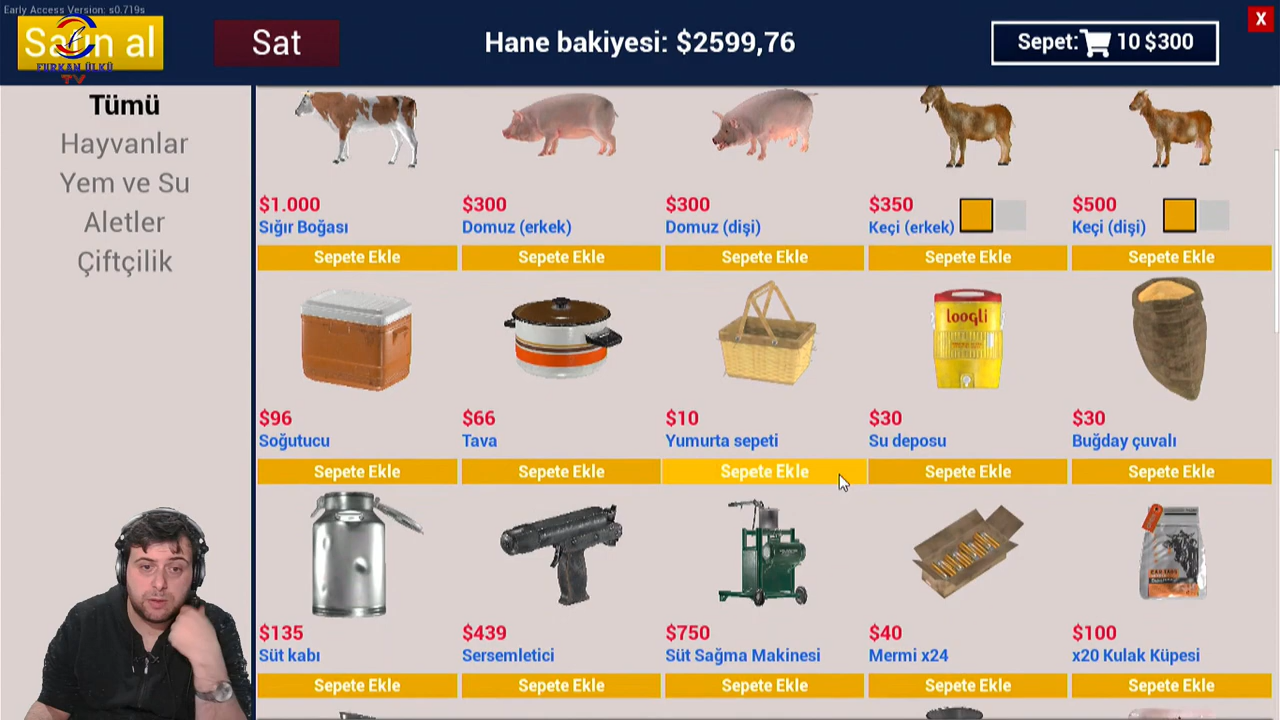 Early Access Version: s0.719s
Satın al
FURKAN ÜLKÜ
TV
Sat
Hane bakiyesi: $2599,76
Sepet: 10 $300
X
Tümü
Hayvanlar
Yem ve Su
Aletler
Çiftçilik
$1.000
Sığır Boğası
Sepete Ekle
$300
Domuz (erkek)
Sepete Ekle
$300
Domuz (dişi)
Sepete Ekle
$350
Keçi (erkek)
Sepete Ekle
$500
Keçi (dişi)
Sepete Ekle
$96
Soğutucu
Sepete Ekle
$66
Tava
Sepete Ekle
$10
Yumurta sepeti
Sepete Ekle
loogli
$30
Su deposu
Sepete Ekle
$30
Buğday çuvalı
Sepete Ekle
$135
Süt kabı
Sepete Ekle
$439
Sersemletici
Sepete Ekle
$750
Süt Sağma Makinesi
Sepete Ekle
$40
Mermi x24
Sepete Ekle
EAR TAGS
$100
x20 Kulak Küpesi
Sepete Ekle